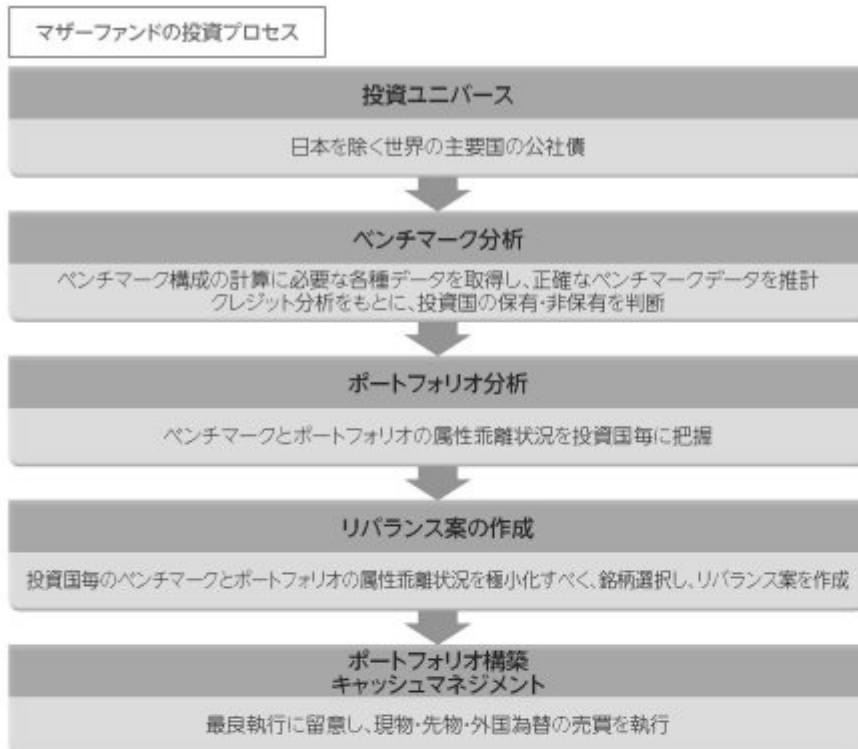 マザーファンドの投資プロセス
投資ユニバース
日本を除く世界の主要国の公社債
ベンチマーク分析
ベンチマーク構成の計算に必要な各種データを取得し、正確なベンチマークデータを推計
クレジット分析をもとに、投資国の保有・非保有を判断
ポートフォリオ分析
ベンチマークとポートフォリオの属性乖離状況を投資国毎に把握
リバランス案の作成
投資国毎のベンチマークとポートフォリオの属性乖離状況を極小化すべく、銘柄選択し、リバランス案を作成
ポートフォリオ構築
キャッシュマネジメント
最良執行に留意し、現物・先物・外国為替の売買を執行